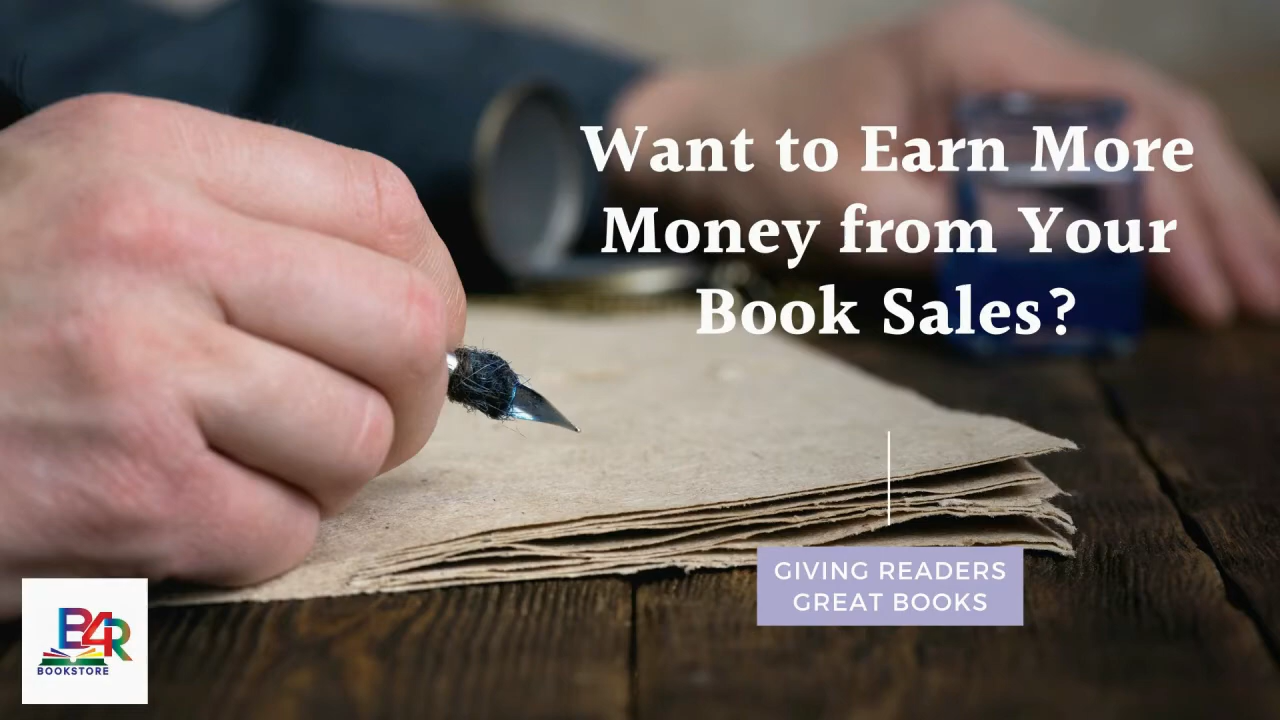 Want to Earn More
Money from Your
Book Sales?
GIVING READERS
GREAT BOOKS
B4R
BOOKSTORE